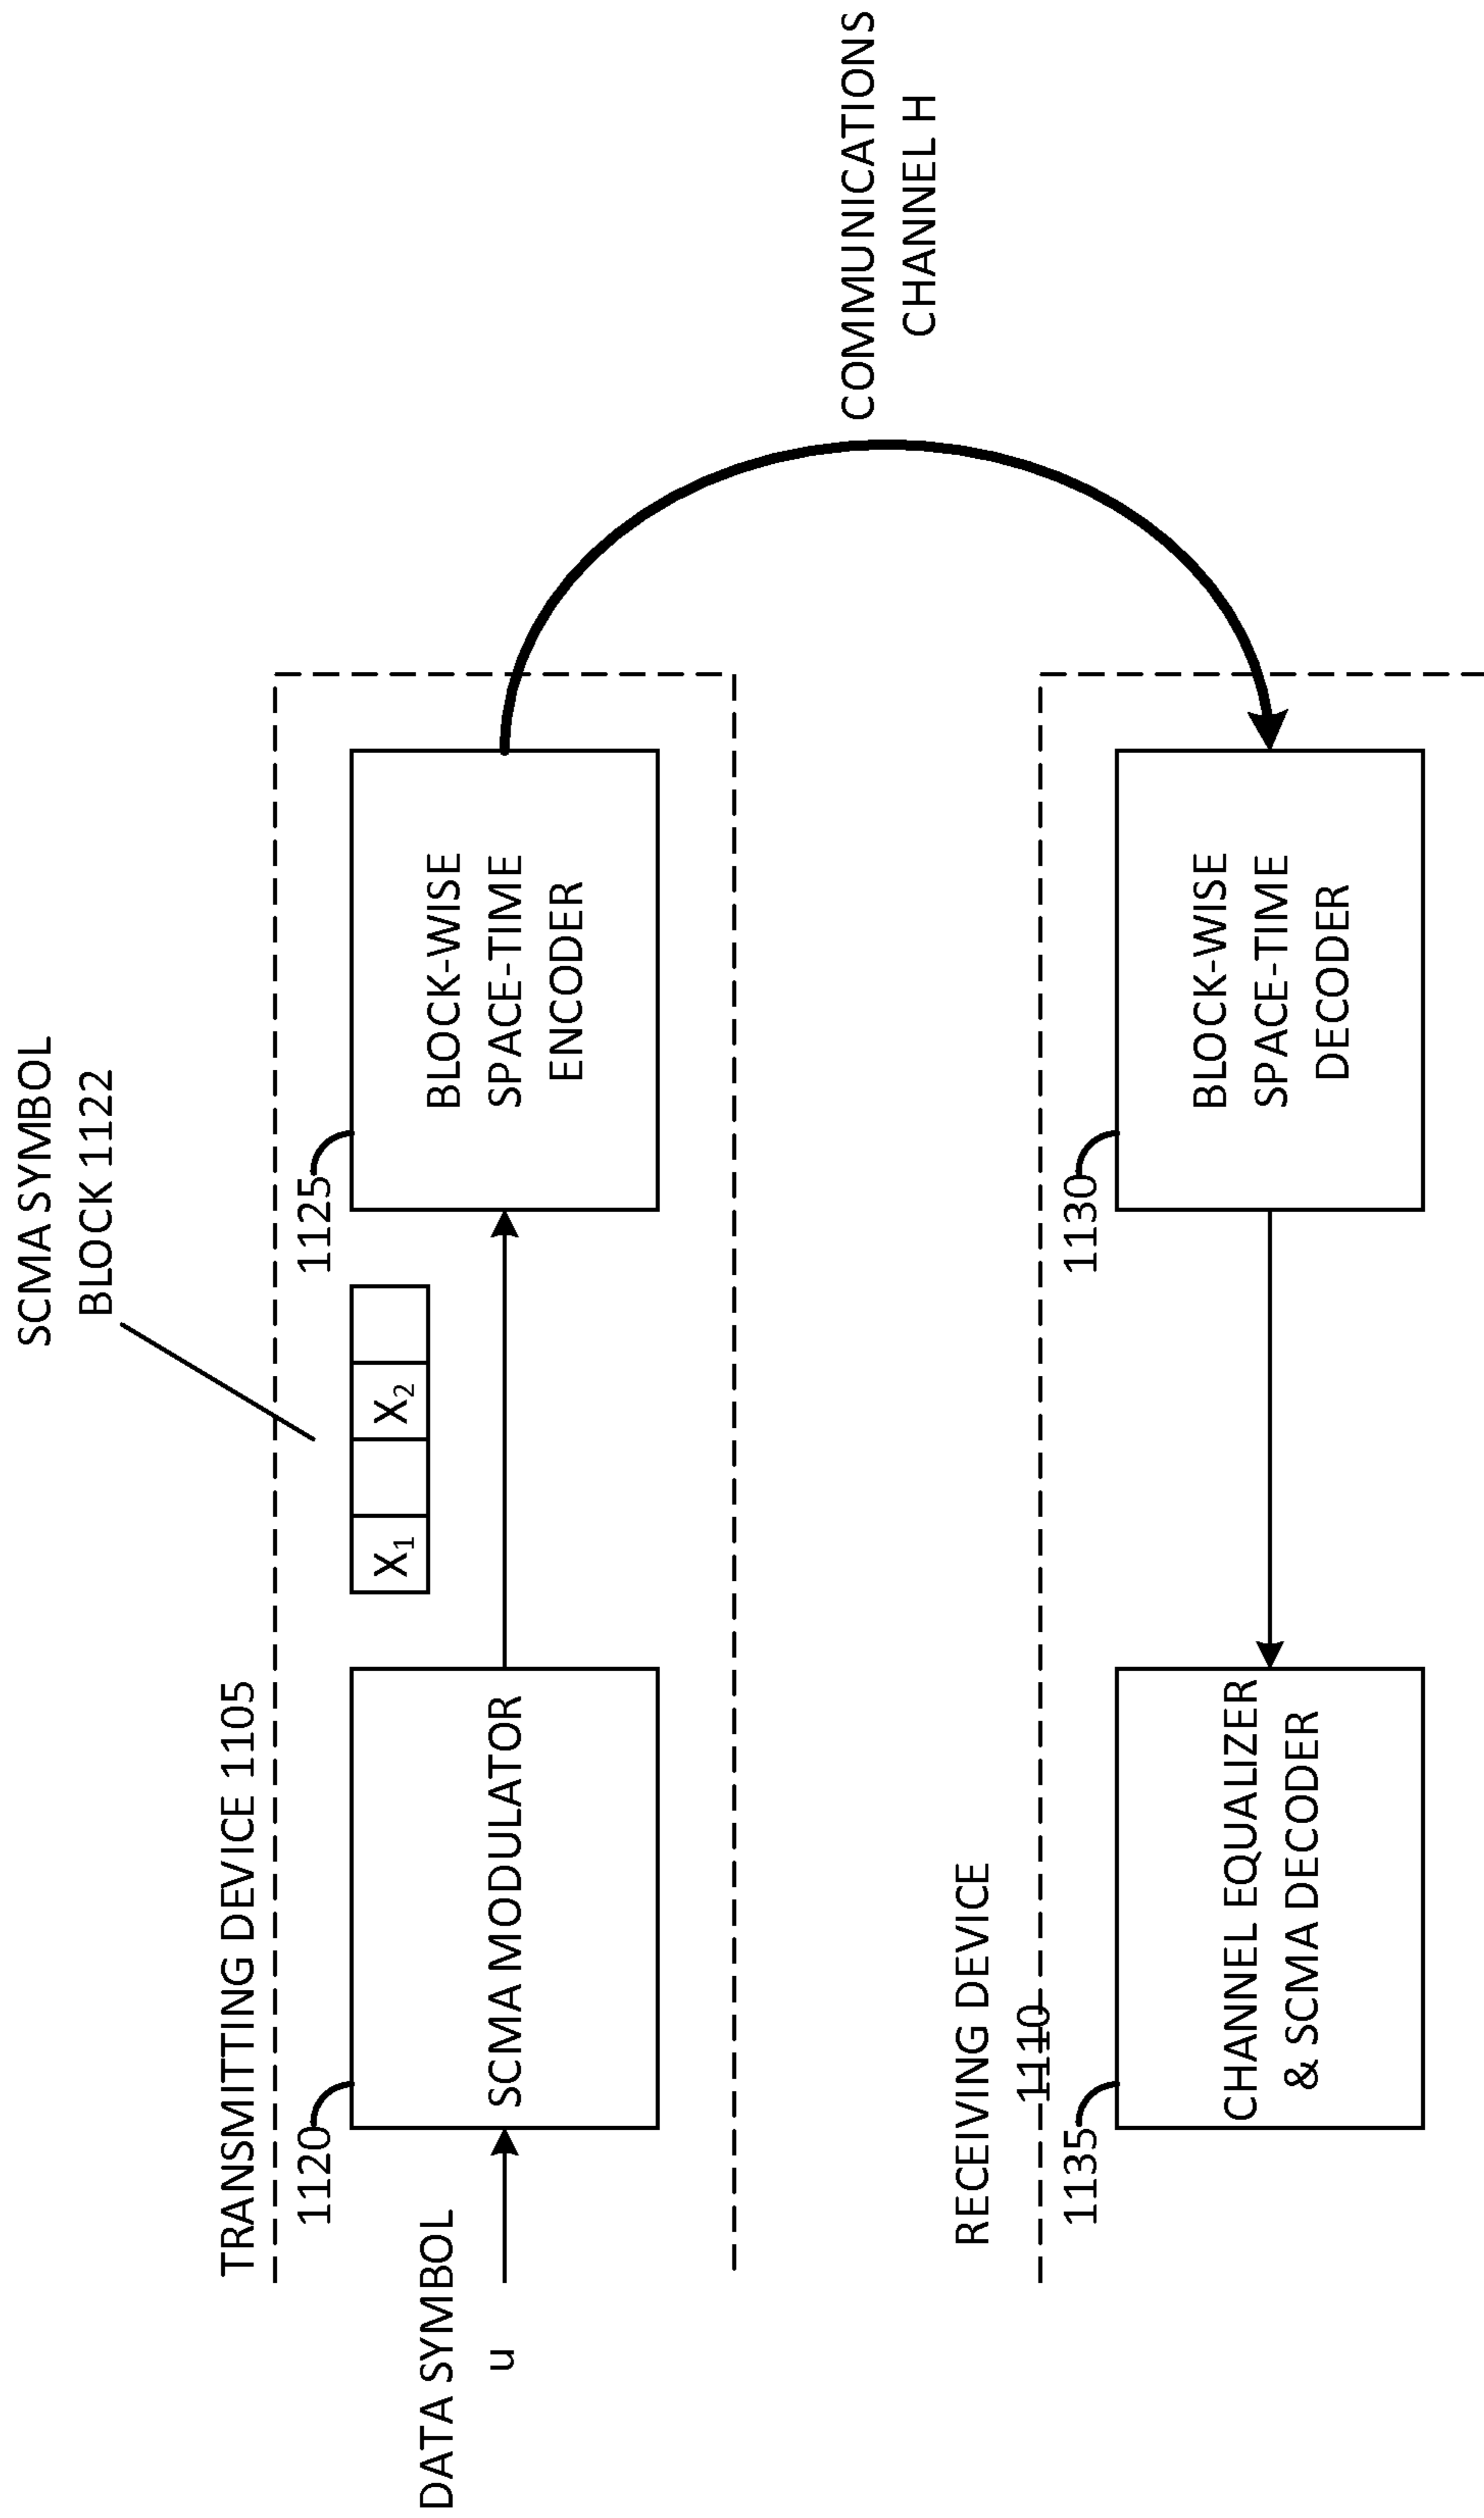 SCMA SYMBOL
BLOCK 1122
TRANSMITTING DEVICE 1105
1120
1125
X1
X2
DATA SYMBOL
u
SCMA MODULATOR
BLOCK-WISE
SPACE-TIME
ENCODER
COMMUNICATIONS
CHANNEL H
RECEIVING DEVICE
1110
1135
1130
CHANNEL EQUALIZER
& SCMA DECODER
BLOCK-WISE
SPACE-TIME
DECODER